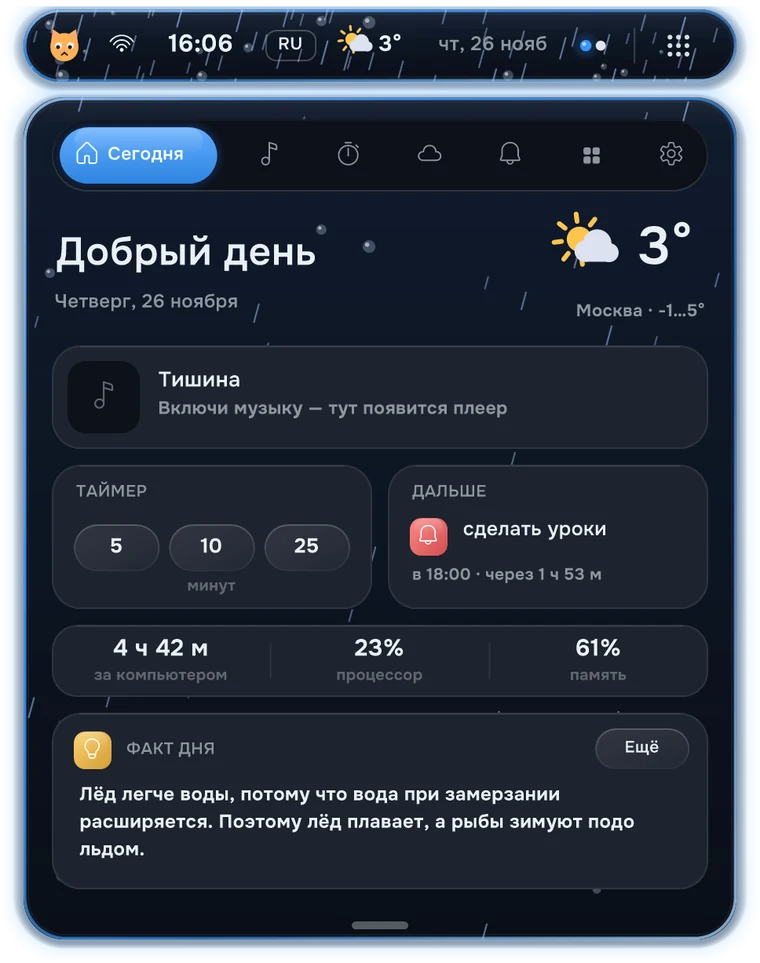 16:06 RU 3° чт, 26 нояб
Сегодня
Добрый день
3°
Четверг, 26 ноября
Москва · -1…5°
Тишина
Включи музыку — тут появится плеер
ТАЙМЕР
5 10 25
минут
ДАЛЬШЕ
сделать уроки
в 18:00 · через 1 ч 53 м
4 ч 42 м
за компьютером
23%
процессор
61%
память
ФАКТ ДНЯ
Ещё
Лёд легче воды, потому что вода при замерзании
расширяется. Поэтому лёд плавает, а рыбы зимуют подо
льдом.